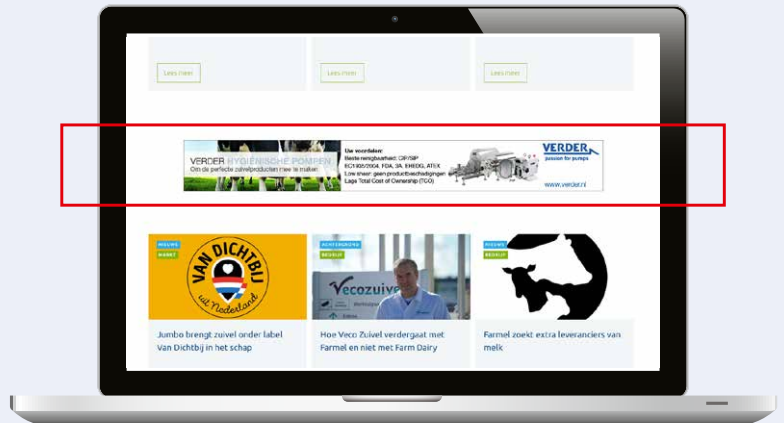 Lees meer
Lees meer
Lees meer
VERDER HYGIËNISCHE POMPEN
Om de perfecte zuivelproducten mee te maken
Uw voordelen:
Beste reinigbaarheid: CIP/SIP
EC1935/2004, FDA, 3A, EHEDG, ATEX
Low shear: geen productbeschadigingen
Lage Total Cost of Ownership (TCO)
VERDER
passion for pumps
www.verder.nl
NIEUWS
MARKT
VAN DICHTBIJ
uit Nederland
ACHTERGROND
BEDRIJF
Vecozuivel
NIEUWS
BEDRIJF
Jumbo brengt zuivel onder label
Van Dichtbij in het schap
Hoe Veco Zuivel verdergaat met
Farmel en niet met Farm Dairy
Farmel zoekt extra leveranciers van
melk